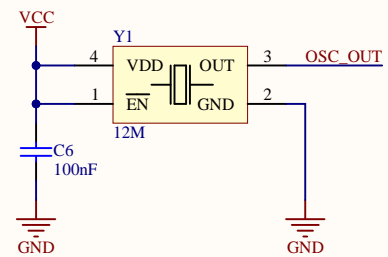 VCC
Y1
4 VDD OUT 3 OSC_OUT
1 EN GND 2
12M
C6
100nF
GND GND